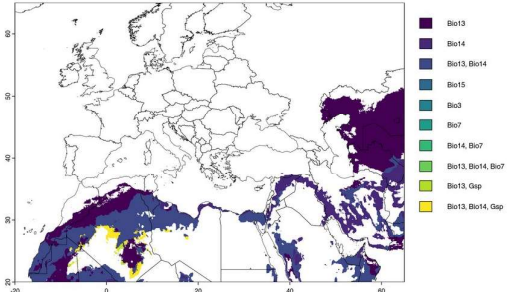 60
50
40
30
20
-20
0
20
40
60
Bio13
Bio14
Bio13, Bio14
Bio15
Bio3
Bio7
Bio14, Bio7
Bio13, Bio14, Bio7
Bio13, Gsp
Bio13, Bio14, Gsp